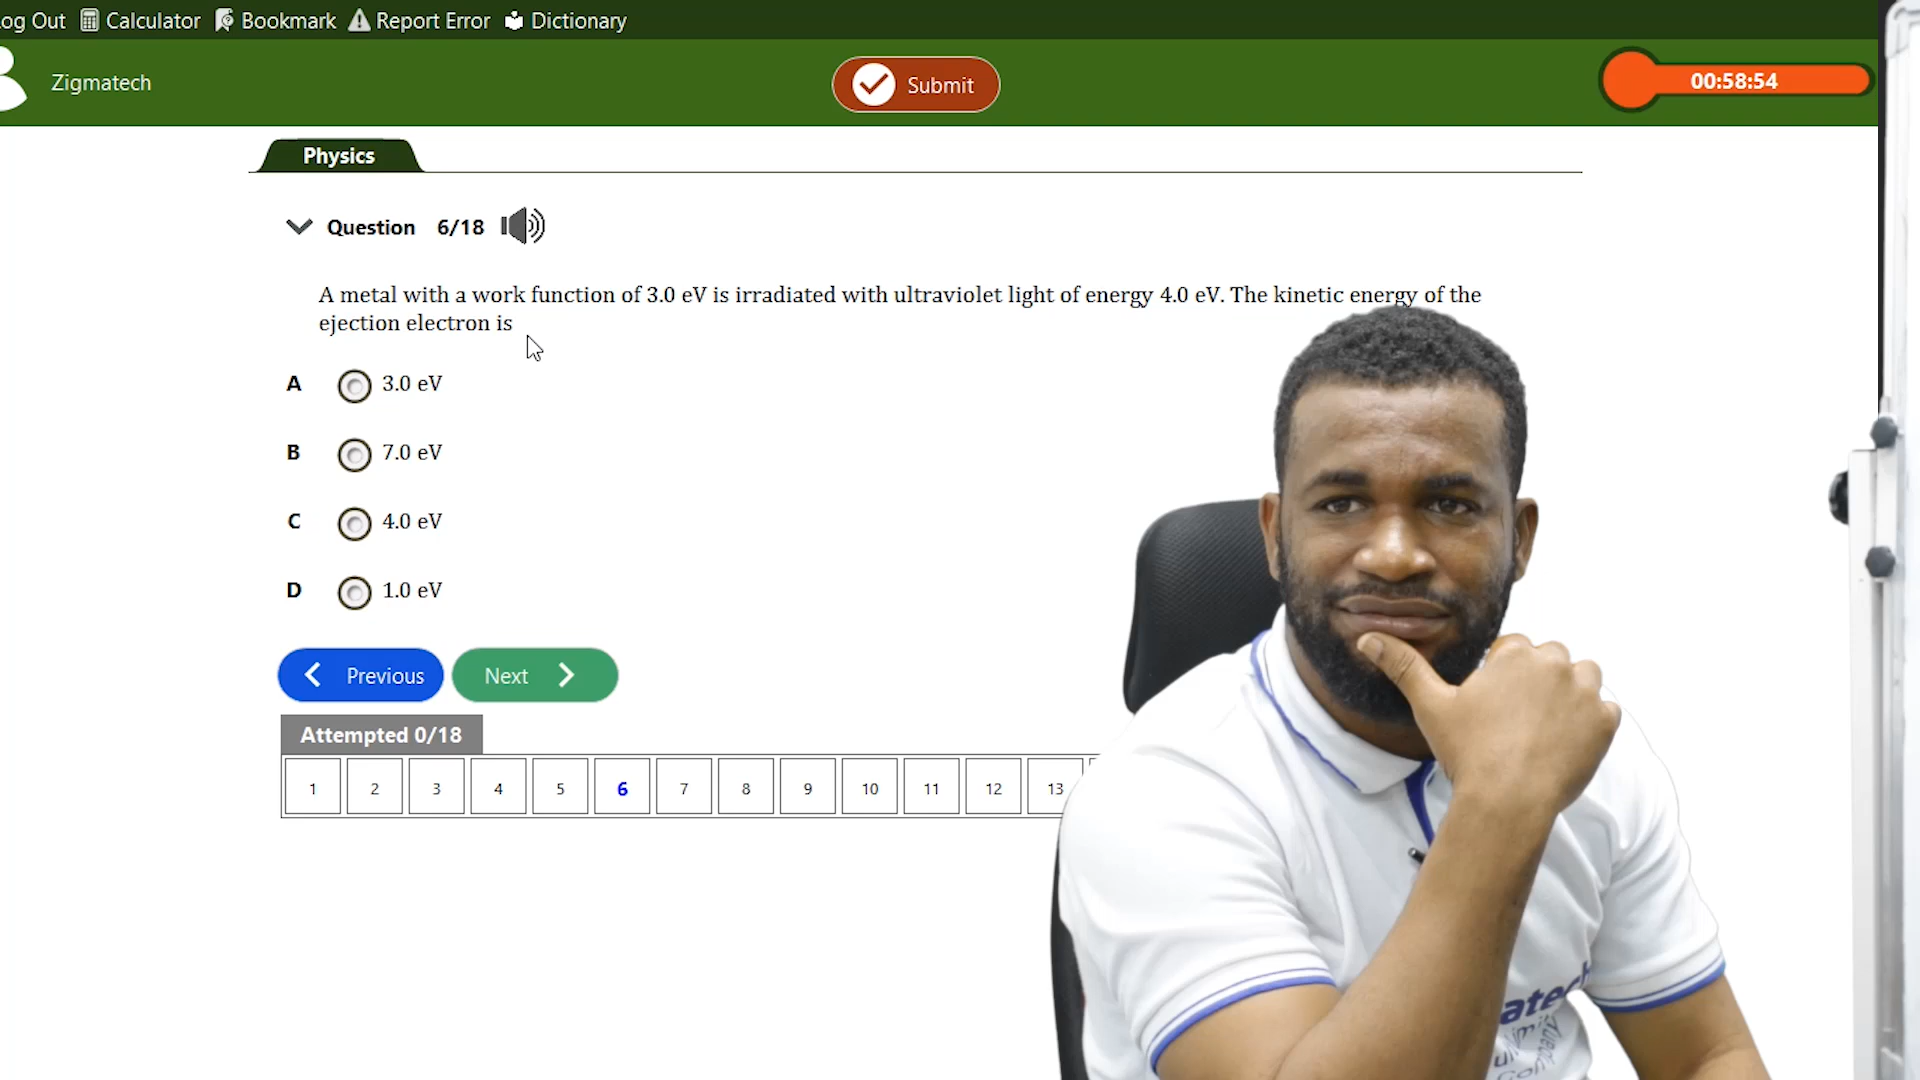 og Out Calculator Bookmark Report Error Dictionary
Zigmatech
Submit
00:58:54
Physics
Question 6/18
A metal with a work function of 3.0 eV is irradiated with ultraviolet light of energy 4.0 eV. The kinetic energy of the
ejection electron is
A 3.0 eV
B 7.0 eV
C 4.0 eV
D 1.0 eV
Previous Next
Attempted 0/18
1 2 3 4 5 6 7 8 9 10 11 12 13
atech